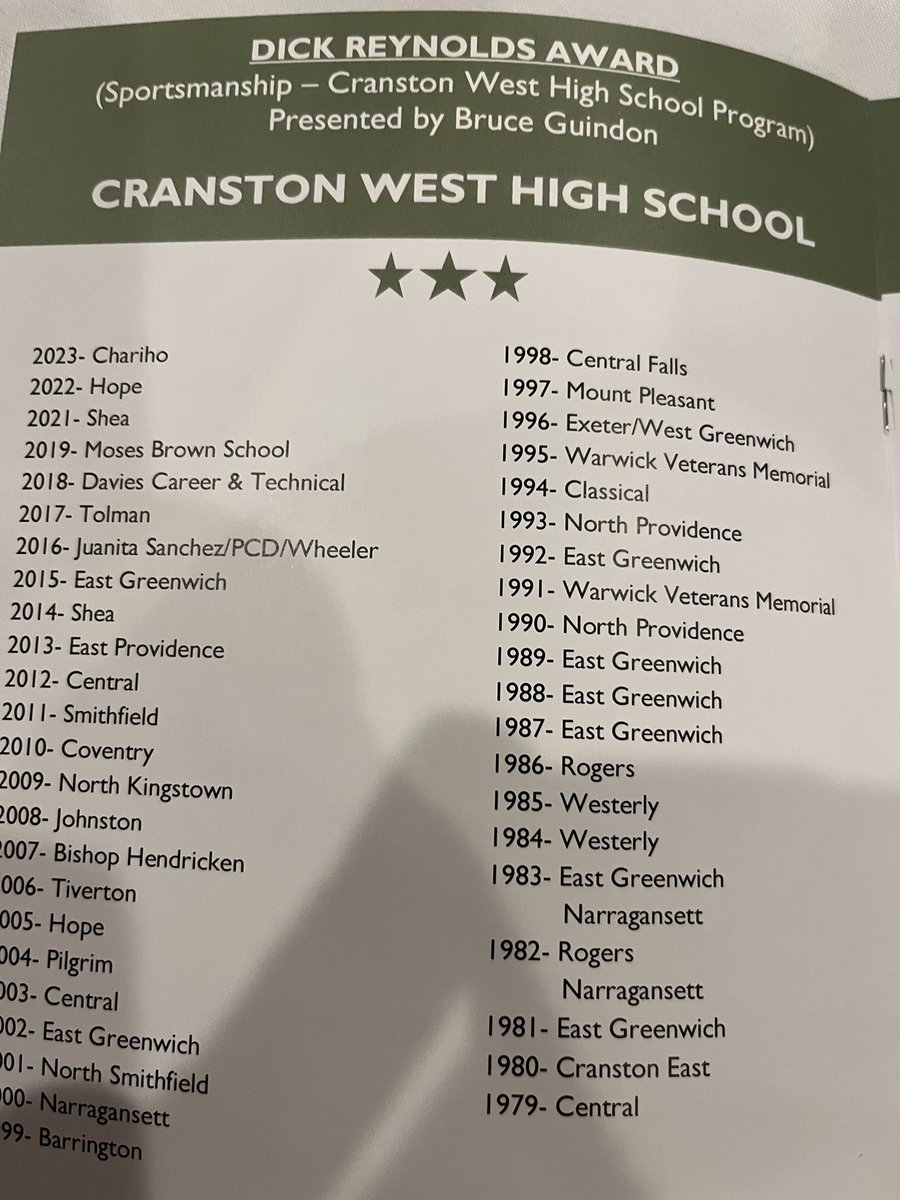 DICK REYNOLDS AWARD
(Sportsmanship – Cranston West High School Program)
Presented by Bruce Guindon
CRANSTON WEST HIGH SCHOOL
2023- Chariho
2022- Hope
2021- Shea
2019- Moses Brown School
2018- Davies Career & Technical
2017- Tolman
2016- Juanita Sanchez/PCD/Wheeler
2015- East Greenwich
2014- Shea
2013- East Providence
2012- Central
2011- Smithfield
2010- Coventry
2009- North Kingstown
2008- Johnston
2007- Bishop Hendricken
006- Tiverton
005- Hope
004- Pilgrim
003- Central
002- East Greenwich
001- North Smithfield
00- Narragansett
99- Barrington
1998- Central Falls
1997- Mount Pleasant
1996- Exeter/West Greenwich
1995- Warwick Veterans Memorial
1994- Classical
1993- North Providence
1992- East Greenwich
1991- Warwick Veterans Memorial
1990- North Providence
1989- East Greenwich
1988- East Greenwich
1987- East Greenwich
1986- Rogers
1985- Westerly
1984- Westerly
1983- East Greenwich
Narragansett
1982- Rogers
Narragansett
1981- East Greenwich
1980- Cranston East
1979- Central